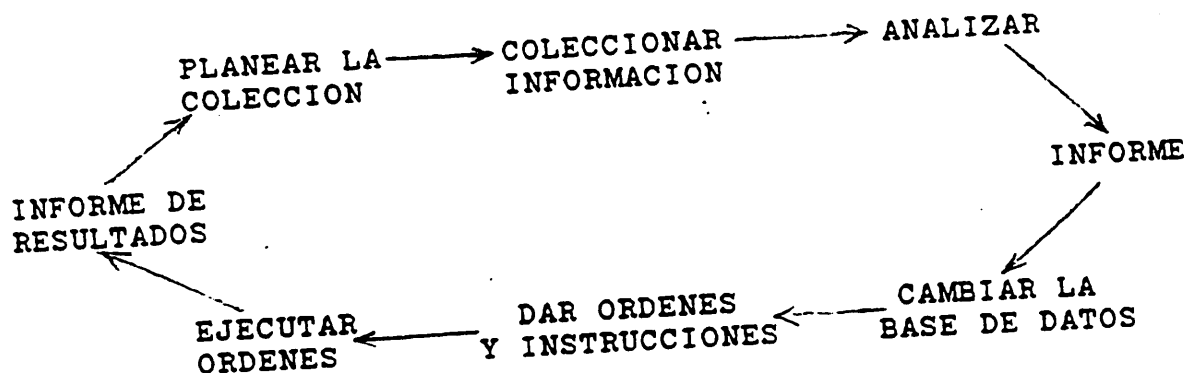 PLANEAR LA
COLECCION
COLECCIONAR
INFORMACION
ANALIZAR
INFORME
CAMBIAR LA
BASE DE DATOS
DAR ORDENES
Y INSTRUCCIONES
EJECUTAR
ORDENES
INFORME DE
RESULTADOS